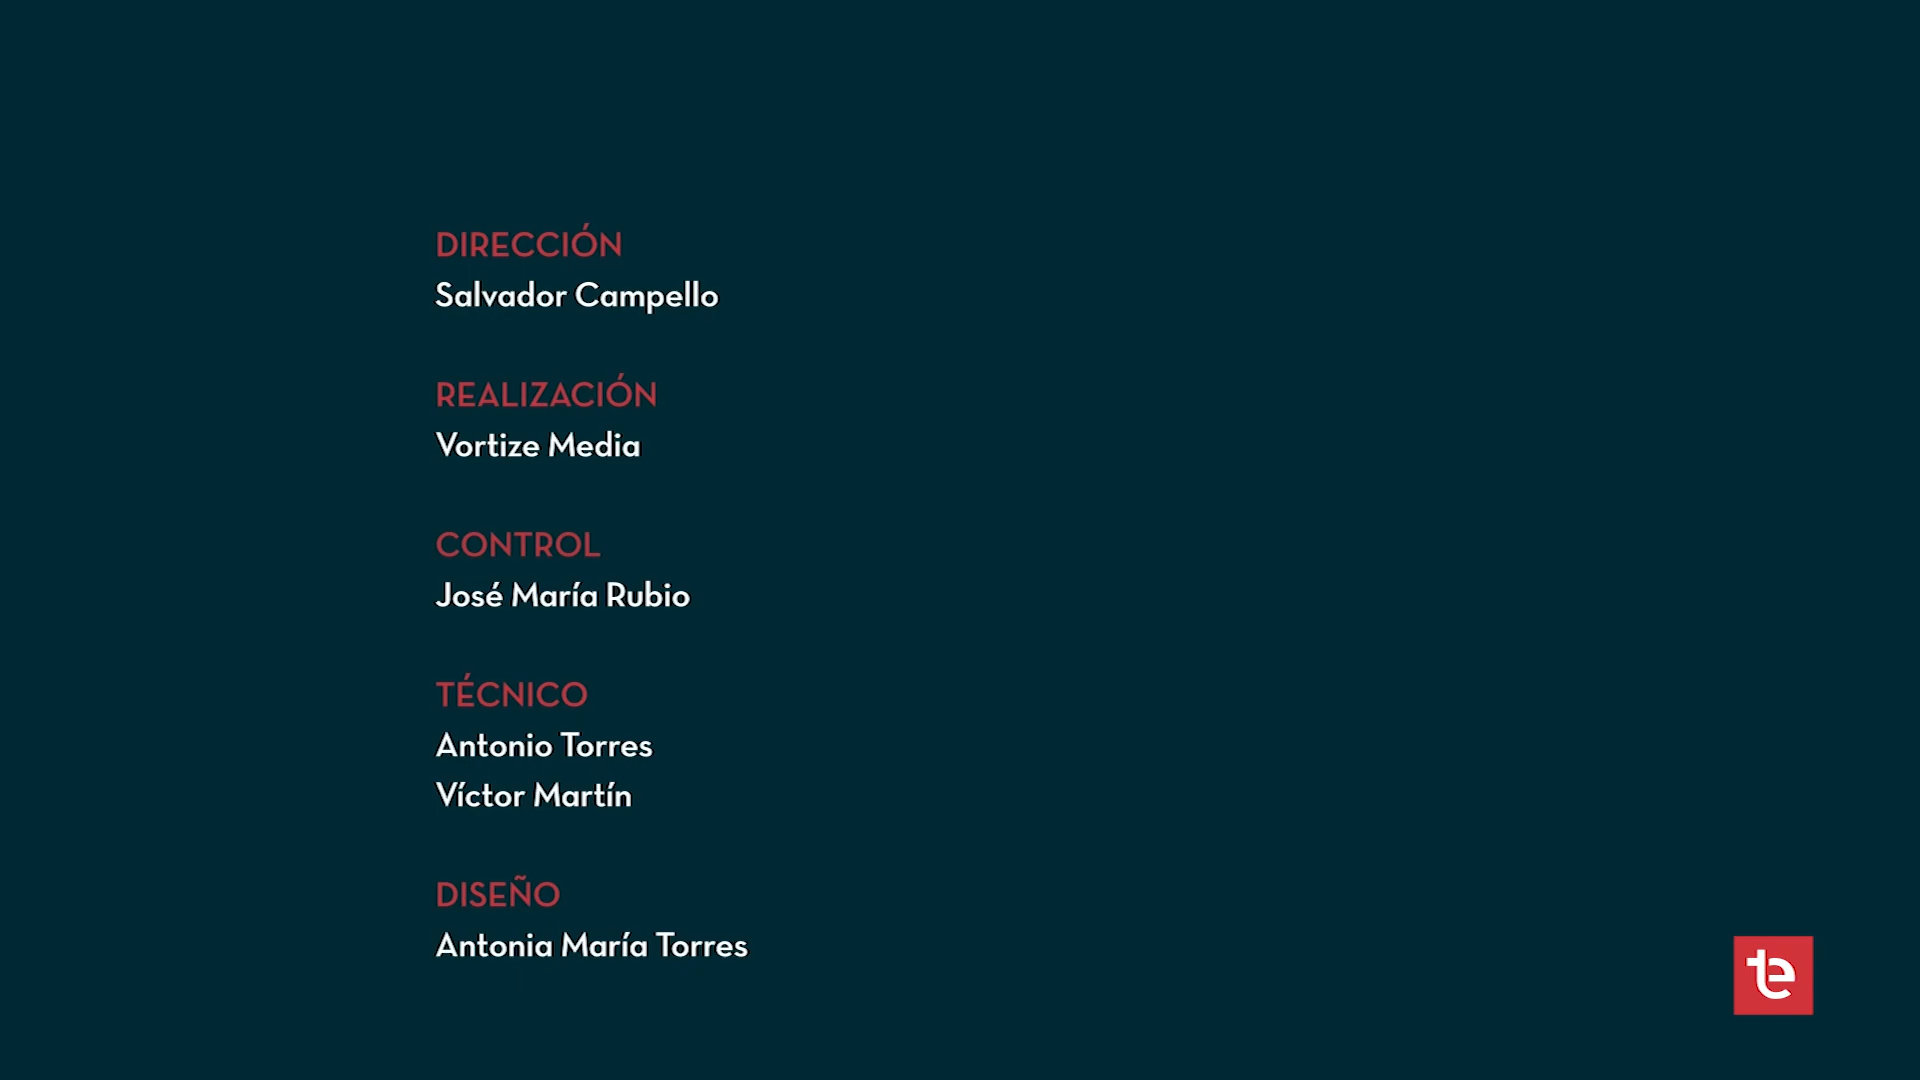 DIRECCIÓN
Salvador Campello
REALIZACIÓN
Vortize Media
CONTROL
José María Rubio
TÉCNICO
Antonio Torres
Víctor Martín
DISEÑO
Antonia María Torres
te